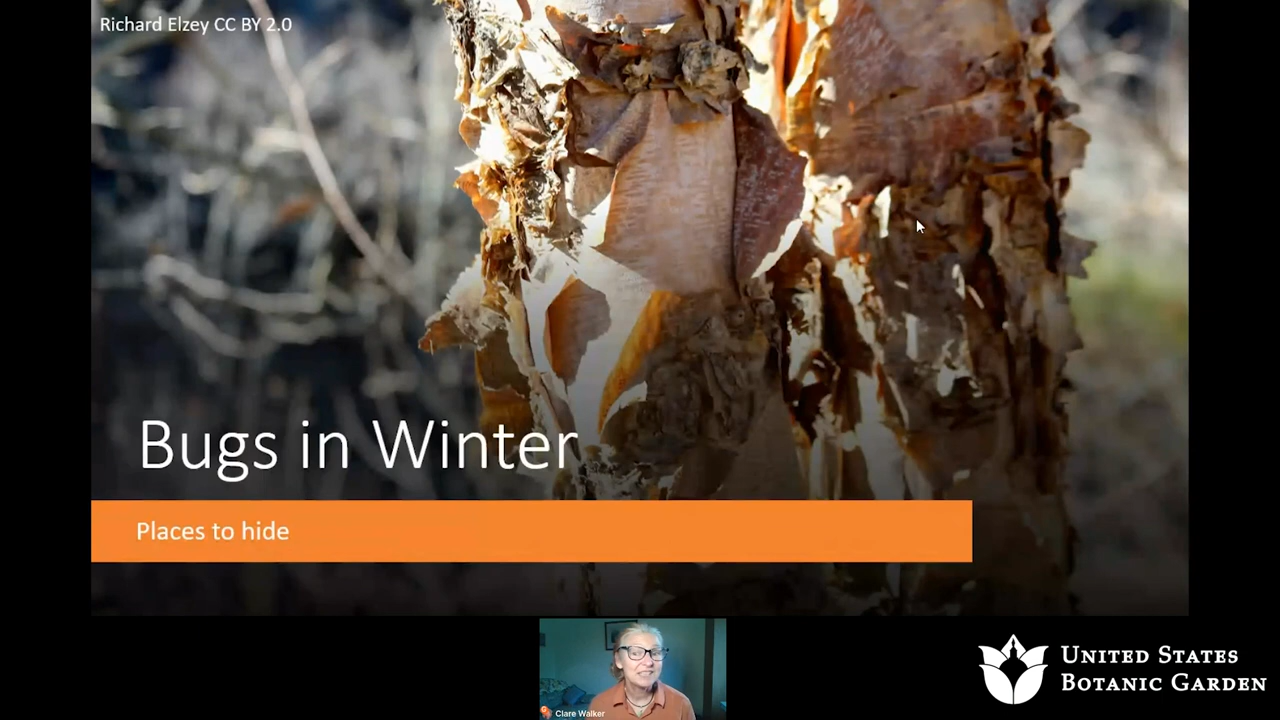 Richard Elzey CC BY 2.0
Bugs in Winter
Places to hide
Clare Walker
UNITED STATES
BOTANIC GARDEN